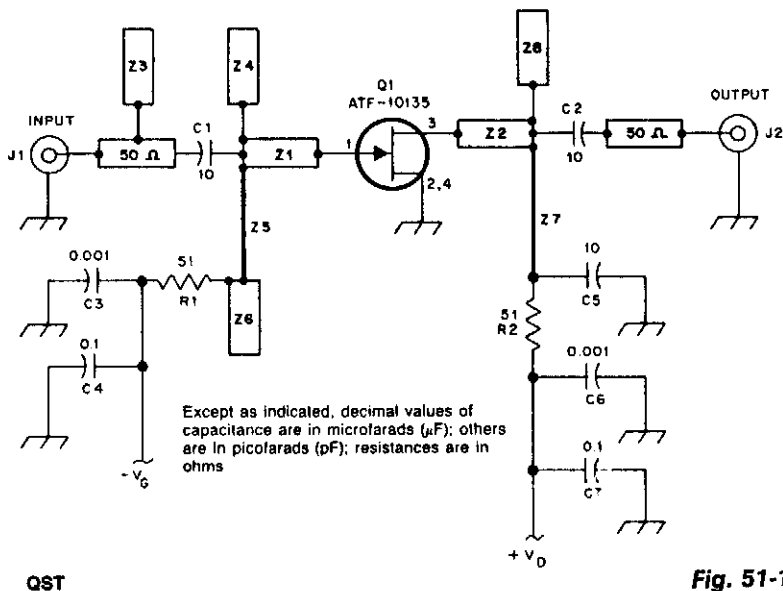 Z3
Z4
Z8
Q1
ATF-10135
INPUT
C1
C2
OUTPUT
J1
50 Ω
10
Z1
1
3
2,4
Z2
10
50 Ω
J2
Z5
Z7
0.001
C3
51
R1
Z6
10
C5
51
R2
0.1
C4
0.001
C6
Except as indicated, decimal values of
capacitance are in microfarads (μF); others
are in picofarads (pF); resistances are in
ohms
-VG
0.1
C7
+VD
QST
Fig. 51-1